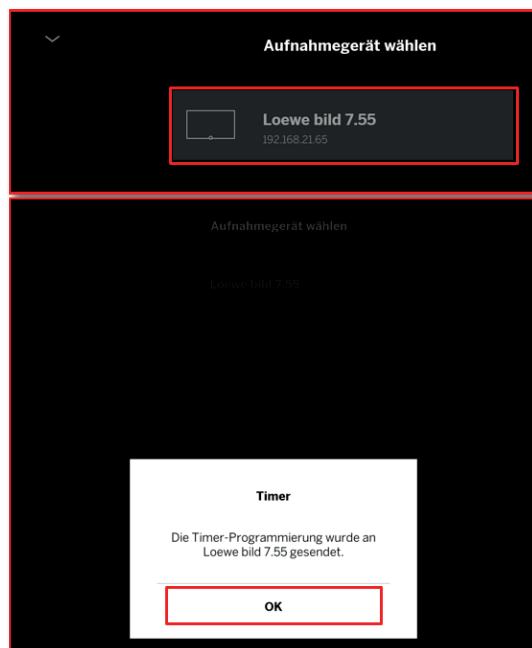 Aufnahmegerät wählen
Loewe bild 7.55
192.168.21.65
Aufnahmegerät wählen
Loewe bild 7.55
Timer
Die Timer-Programmierung wurde an
Loewe bild 7.55 gesendet.
OK